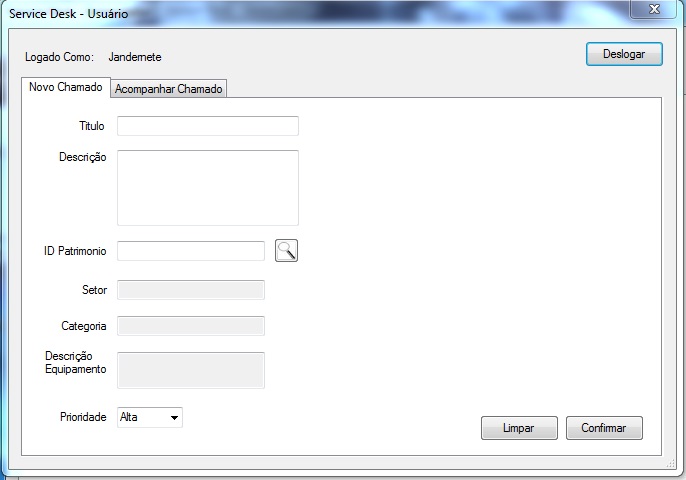 Service Desk - Usuário
Logado Como: Jandernete
Deslogar
Novo Chamado Acompanhar Chamado
Titulo
Descrição
ID Patrimonio
Setor
Categoria
Descrição
Equipamento
Prioridade Alta
Limpar Confirmar